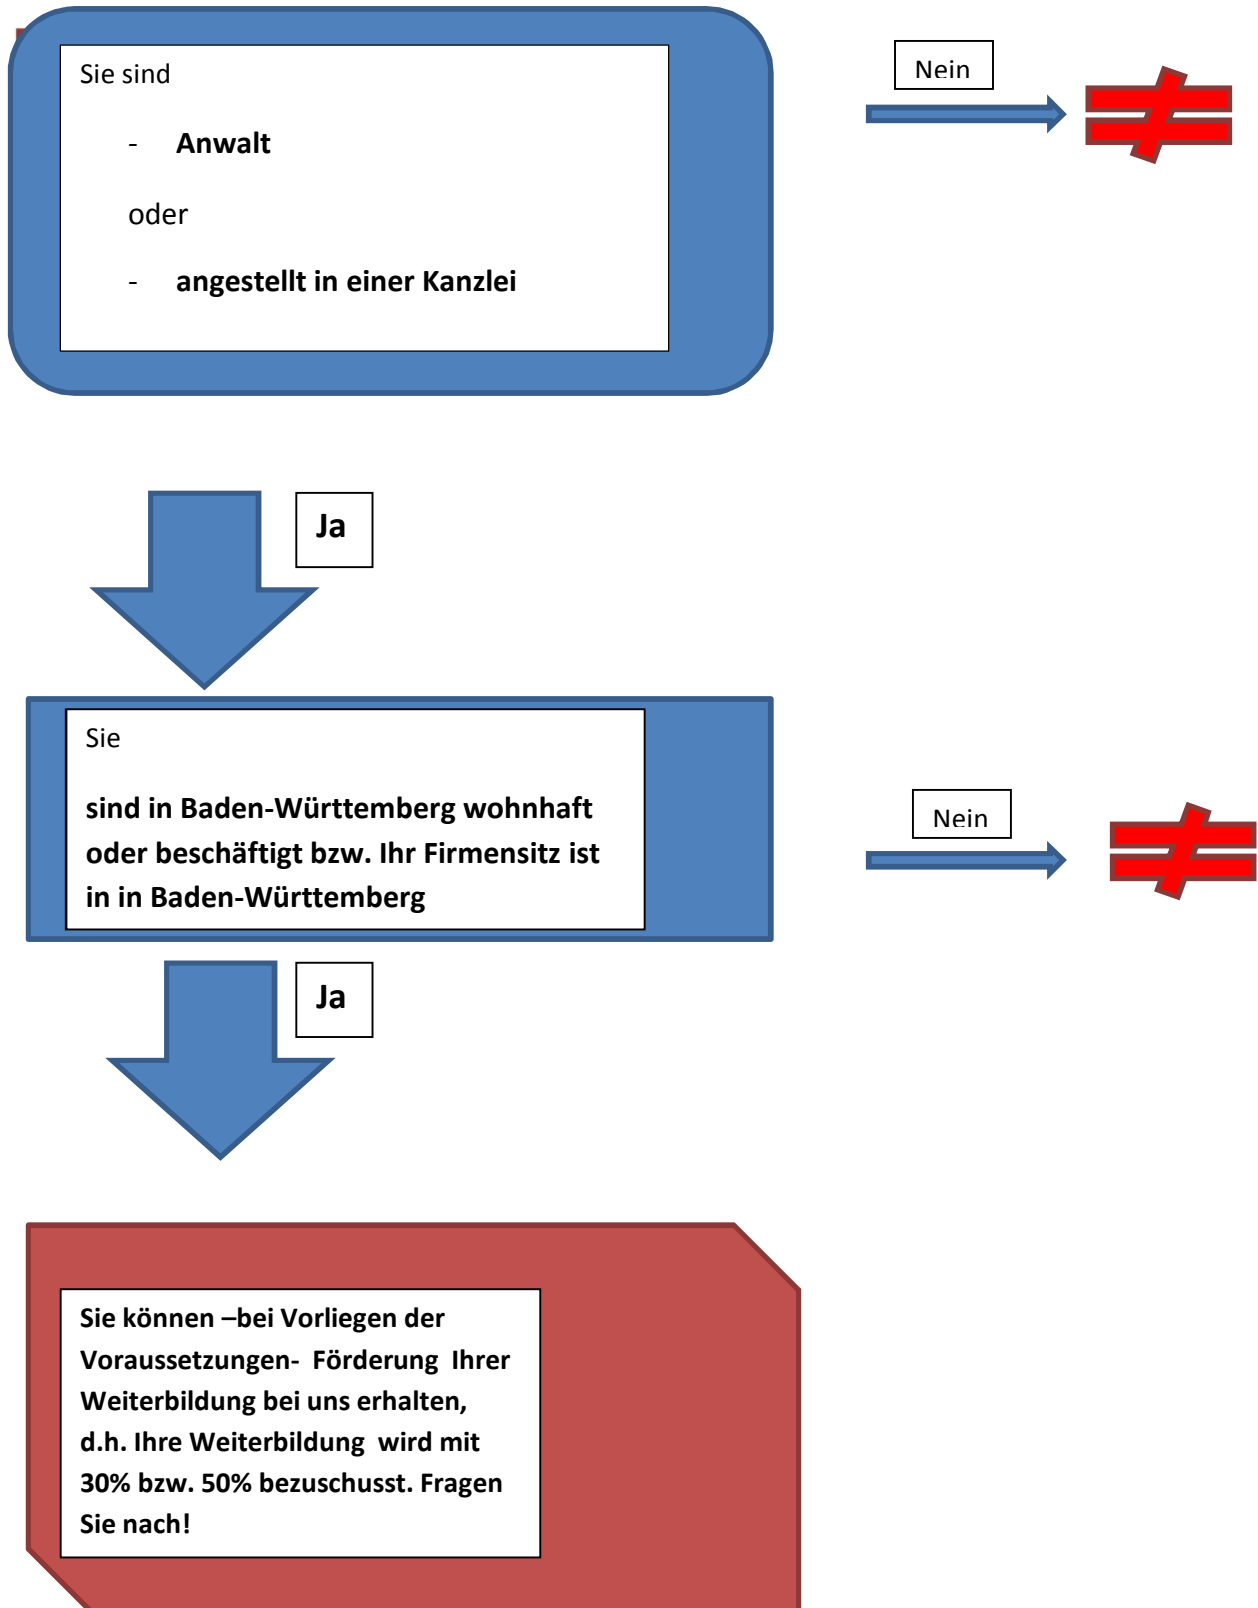 Sie sind
- Anwalt
oder
- angestellt in einer Kanzlei
Nein
Ja
Sie
sind in Baden-Württemberg wohnhaft
oder beschäftigt bzw. Ihr Firmensitz ist
in in Baden-Württemberg
Nein
Ja
Sie können –bei Vorliegen der
Voraussetzungen- Förderung Ihrer
Weiterbildung bei uns erhalten,
d.h. Ihre Weiterbildung wird mit
30% bzw. 50% bezuschusst. Fragen
Sie nach!